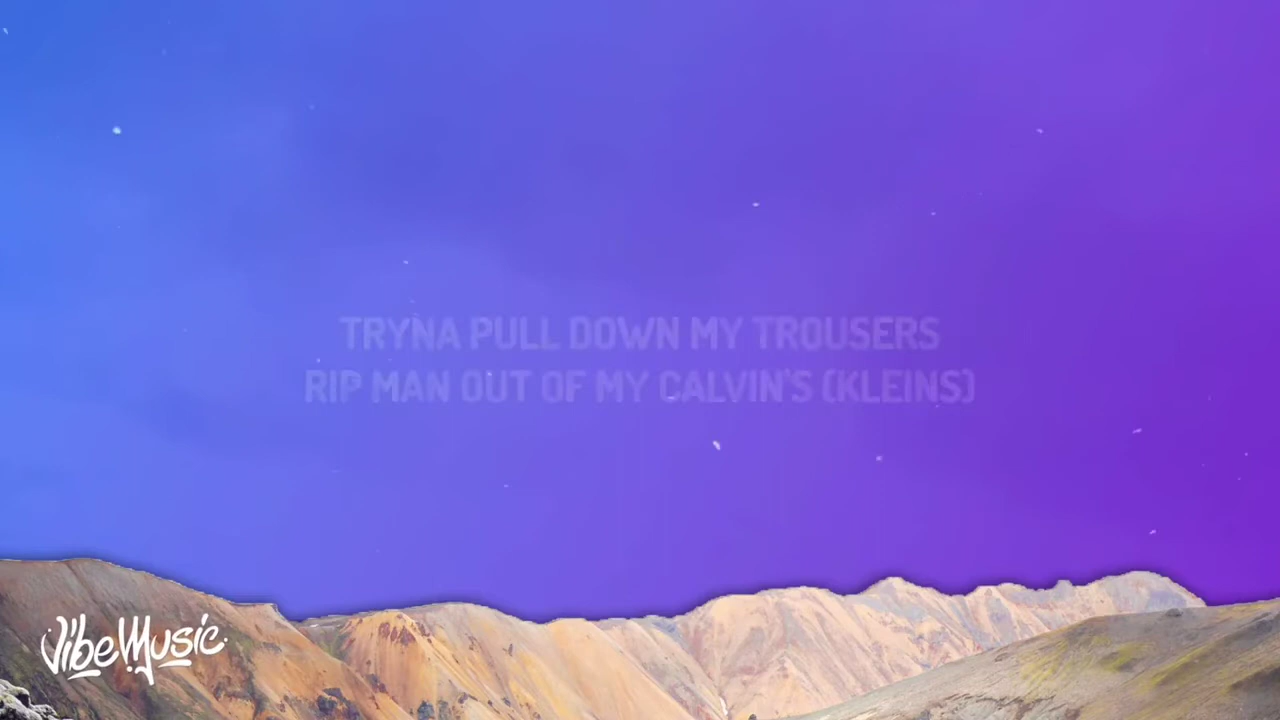 TRYNA PULL DOWN MY TROUSERS
RIP MAN OUT OF MY CALVIN'S (KLEINS)
VibeMusic